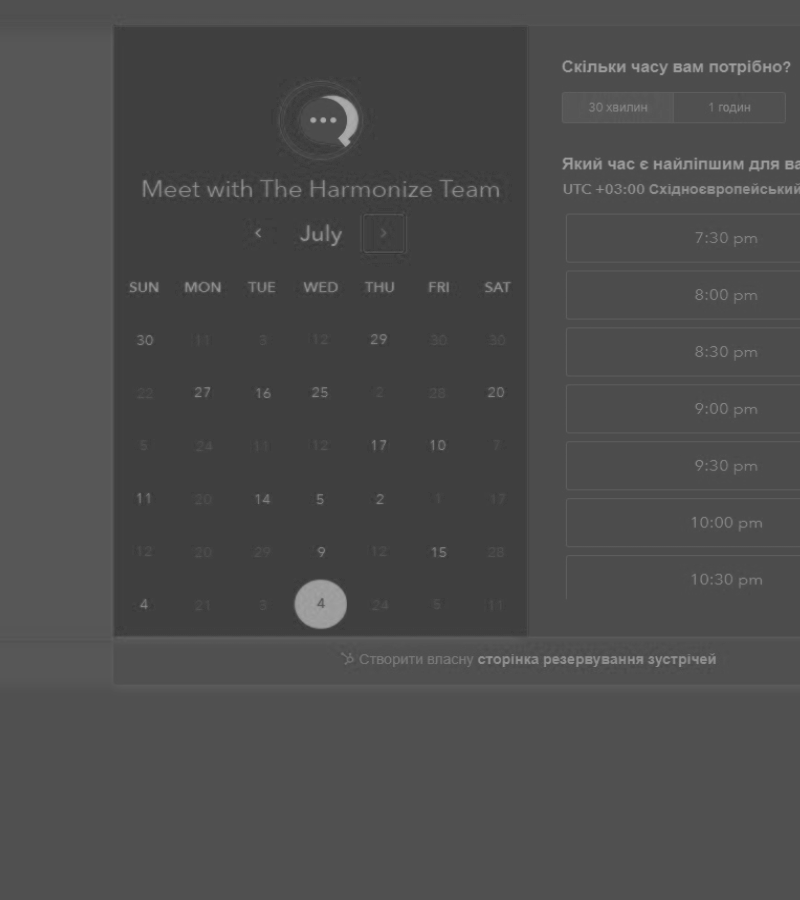 Meet with The Harmonize Team
July
SUN MON TUE WED THU FRI SAT
30 11 3 12 29 30 30
22 27 16 25 2 28 20
5 24 11 12 17 10 7
11 20 14 5 2 1 17
12 20 29 9 12 15 28
4 21 3 4 24 5 11
Скільки часу вам потрібно?
30 хвилин 1 годин
Який час є найліпшим для
UTC +03:00 Східноєвропейський
7:30 pm
8:00 pm
8:30 pm
9:00 pm
9:30 pm
10:00 pm
10:30 pm
Створити власну сторінка резервування зустрічей